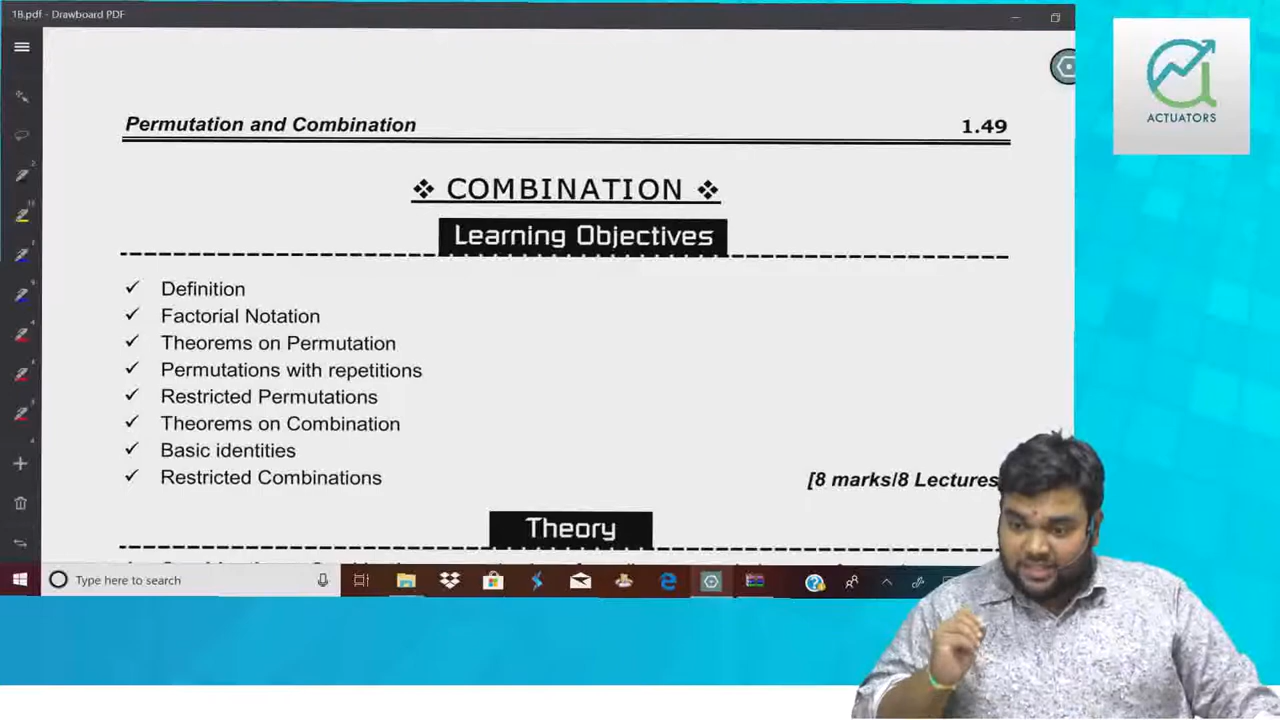 1B.pdf - Drawboard PDF
ACTUATORS
Permutation and Combination 1.49
❖ COMBINATION ❖
Learning Objectives
✓ Definition
✓ Factorial Notation
✓ Theorems on Permutation
✓ Permutations with repetitions
✓ Restricted Permutations
✓ Theorems on Combination
✓ Basic identities
✓ Restricted Combinations
[8 marks/8 Lectures
Theory
Type here to search